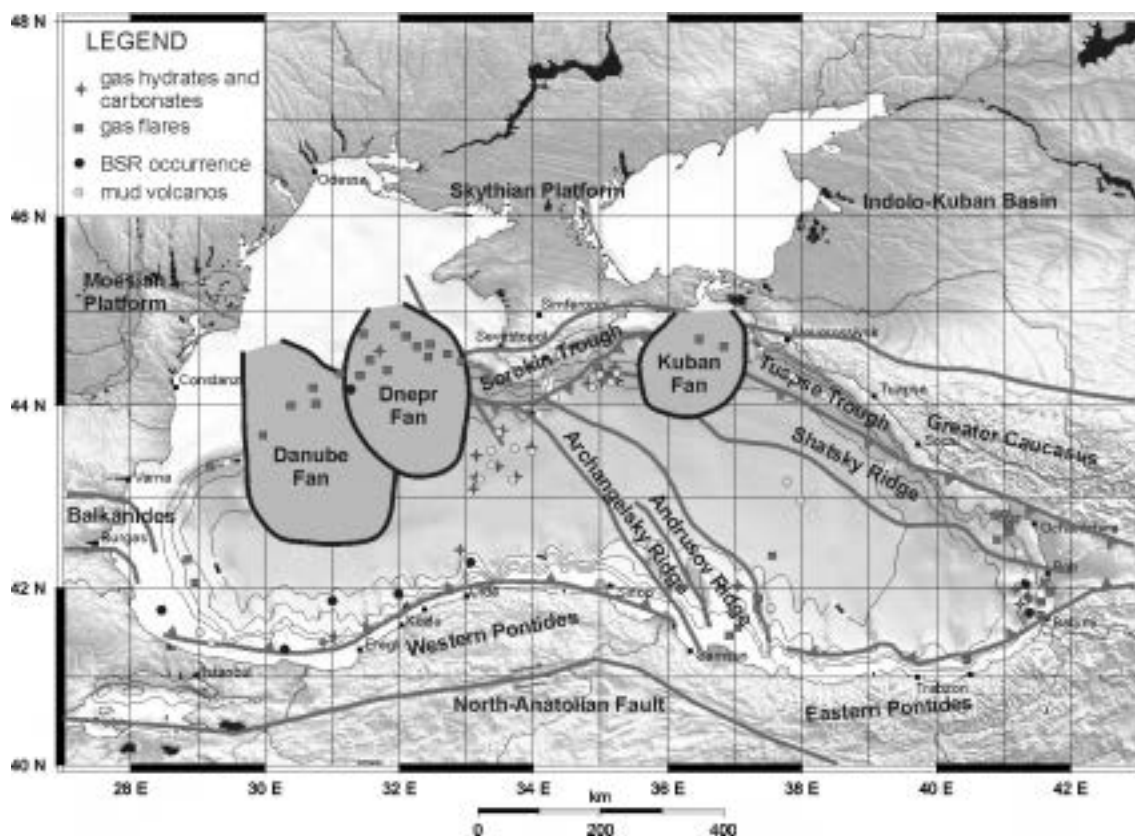 48 N
LEGEND
gas hydrates and
carbonates
gas flares
BSR occurrence
mud volcanos
Odessa
Skythian Platform
Indolo-Kuban Basin
46 N
Moesian
Platform
Simferopol
Sevastopol
Novorossiysk
Sorokin Trough
Kuban
Fan
Tuapse Trough
Tuapse
Constanza
Dnepr
Fan
44 N
Danube
Fan
Shatsky Ridge
Greater Caucasus
Varna
Archangelsky Ridge
Andrusov Ridge
Balkanides
Burgas
Ochamchira
42 N
Sinop
Batumi
Western Pontides
Eregli
Samsun
Istanbul
Trabzon
North-Anatolian Fault
Eastern Pontides
40 N
28 E
30 E
32 E
34 E
36 E
38 E
40 E
42 E
km
0
200
400